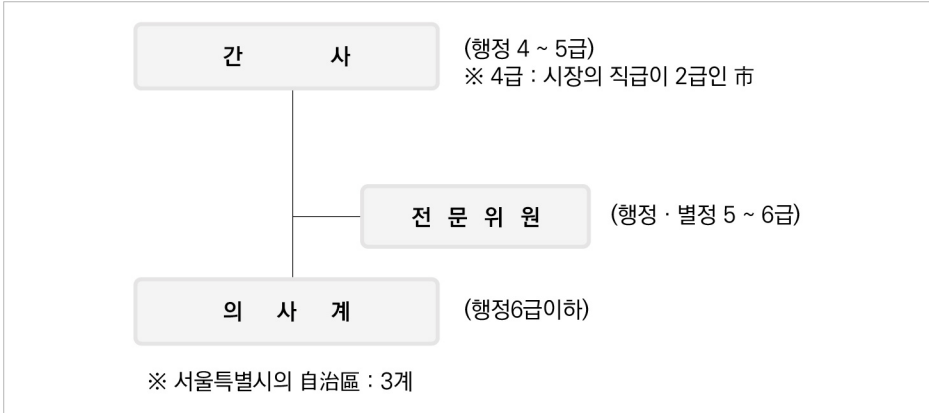 간 사
(행정 4 ~ 5급)
※ 4급 : 시장의 직급이 2급인 市
전 문 위 원
(행정 · 별정 5 ~ 6급)
의 사 계
(행정6급이하)
※ 서울특별시의 自治區 : 3계